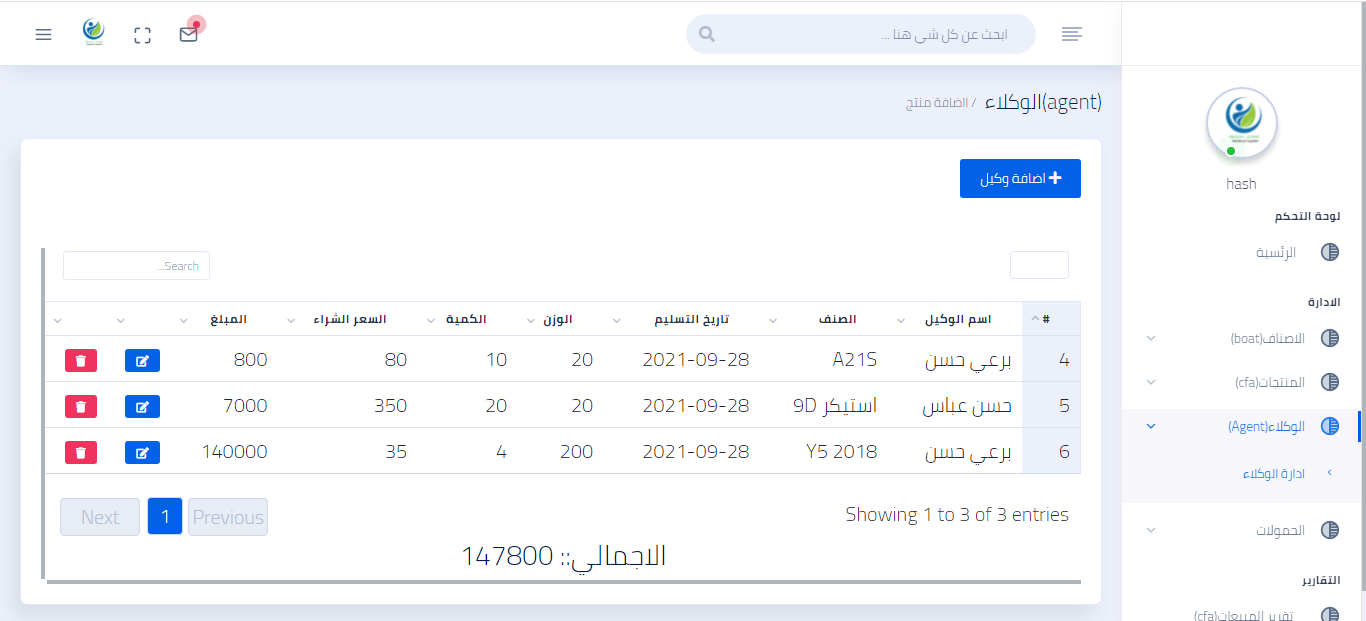 ابحث عن كل شي هنا ...
hash
لوحة التحكم
الرئسية
الادارة
الاصناف(boat)
المنتجات(cfa)
الوكلاء(Agent)
ادارة الوكلاء
الحمولات
التقارير
تقرير المبيعات(cfa)
(agent)الوكلاء / ااضافة منتج
اضافة وكيل
Search...
# اسم الوكيل الصنف تاريخ التسليم الوزن الكمية السعر الشراء المبلغ
4 برعي حسن A21S 2021-09-28 20 10 80 800
5 حسن عباس استيكر 9D 2021-09-28 20 20 350 7000
6 برعي حسن Y5 2018 2021-09-28 200 4 35 140000
Showing 1 to 3 of 3 entries
Previous 1 Next
الاجمالي:: 147800